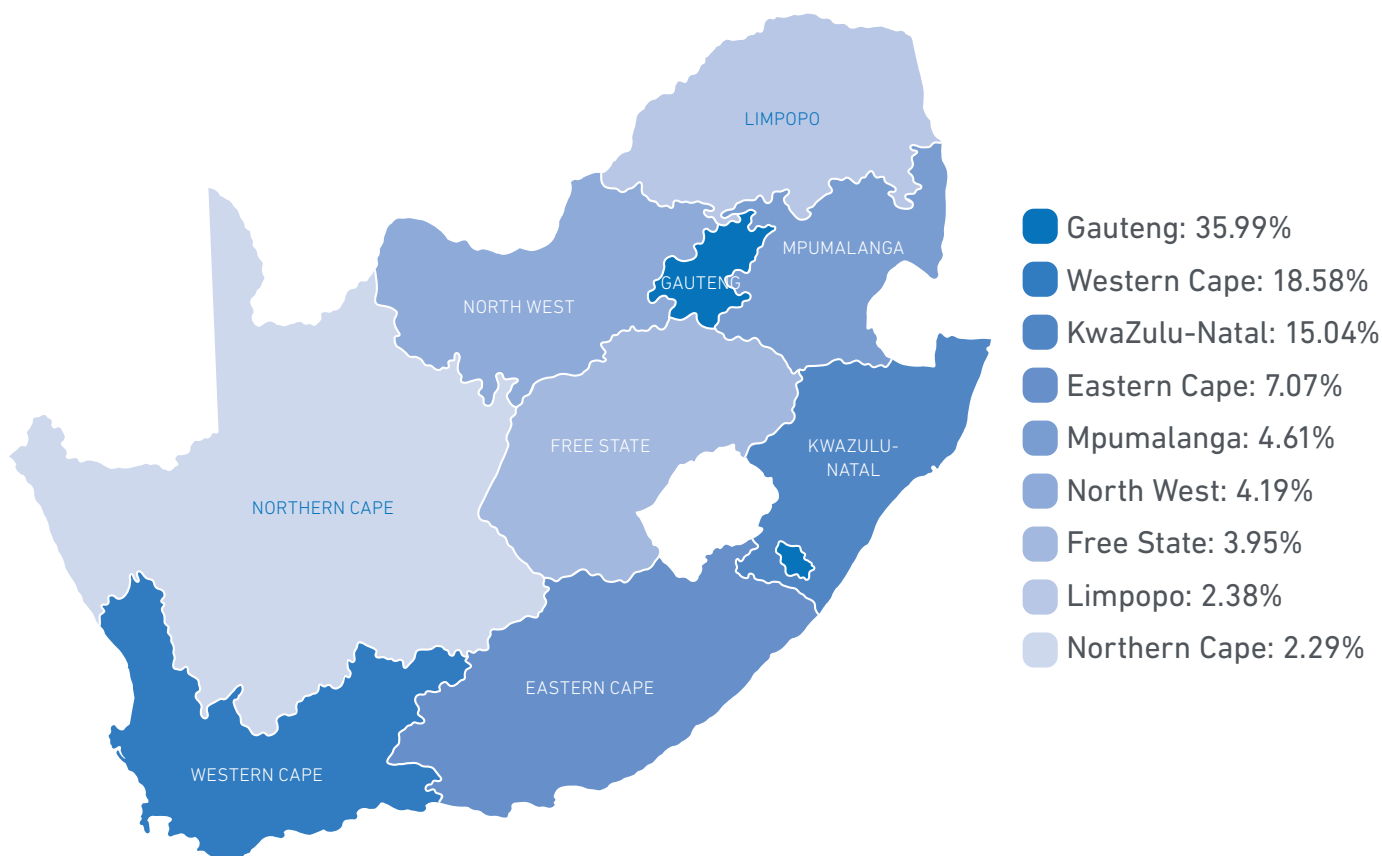 LIMPOPO
MPUMALANGA
GAUTENG
NORTH WEST
FREE STATE
KWAZULU-
NATAL
NORTHERN CAPE
EASTERN CAPE
WESTERN CAPE
Gauteng: 35.99%
Western Cape: 18.58%
KwaZulu-Natal: 15.04%
Eastern Cape: 7.07%
Mpumalanga: 4.61%
North West: 4.19%
Free State: 3.95%
Limpopo: 2.38%
Northern Cape: 2.29%